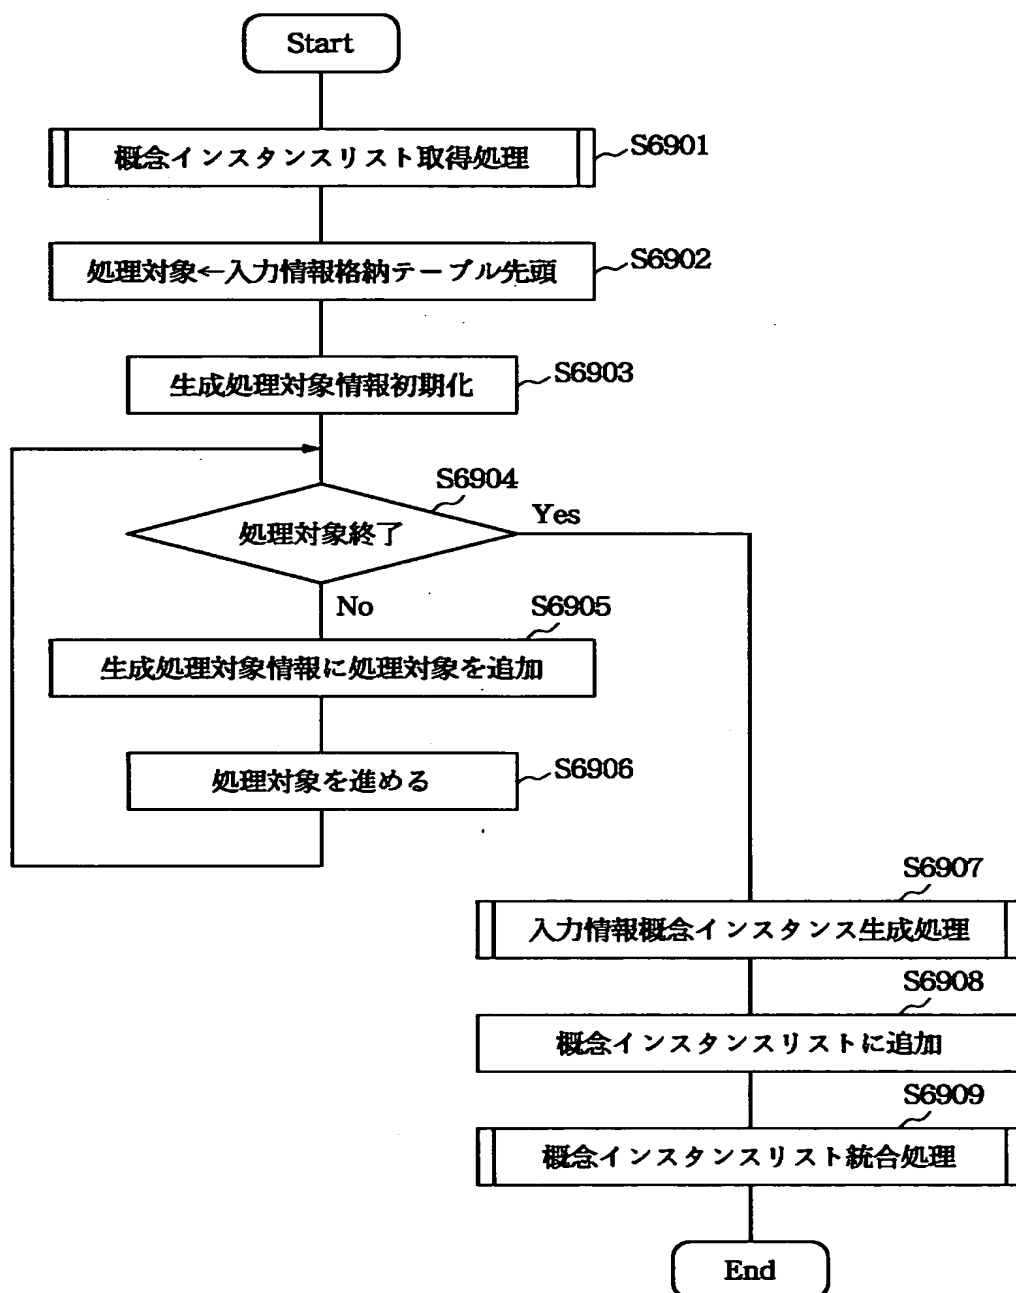 Start
概念インスタンスリスト取得処理
S6901
処理対象←入力情報格納テーブル先頭
S6902
生成処理対象情報初期化
S6903
S6904
処理対象終了
Yes
No
S6905
生成処理対象情報に処理対象を追加
処理対象を進める
S6906
S6907
入力情報概念インスタンス生成処理
S6908
概念インスタンスリストに追加
S6909
概念インスタンスリスト統合処理
End